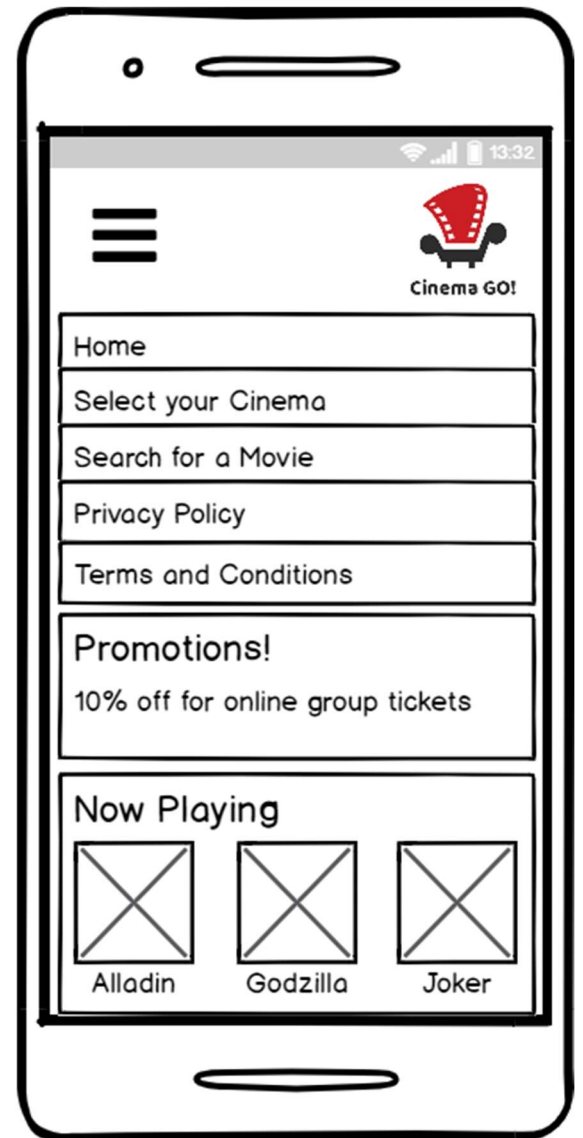 13:32
Cinema GO!
Home
Select your Cinema
Search for a Movie
Privacy Policy
Terms and Conditions
Promotions!
10% off for online group tickets
Now Playing
Alladin Godzilla Joker